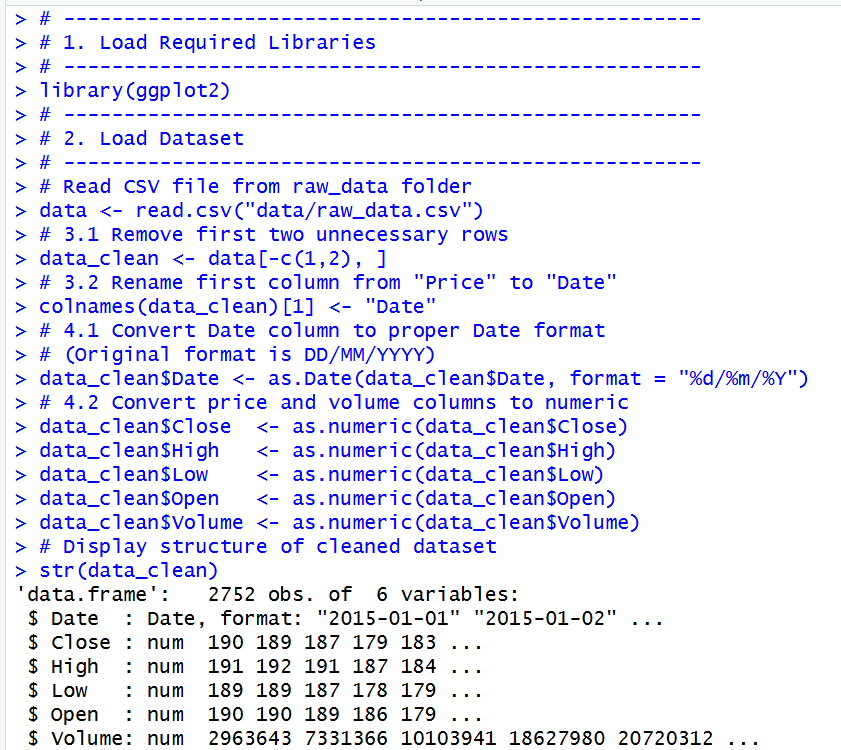 > # -----------------------------------------------------
> # 1. Load Required Libraries
> # -----------------------------------------------------
> library(ggplot2)
> # -----------------------------------------------------
> # 2. Load Dataset
> # -----------------------------------------------------
> # Read CSV file from raw_data folder
> data <- read.csv("data/raw_data.csv")
> # 3.1 Remove first two unnecessary rows
> data_clean <- data[-c(1,2), ]
> # 3.2 Rename first column from "Price" to "Date"
> colnames(data_clean)[1] <- "Date"
> # 4.1 Convert Date column to proper Date format
> # (Original format is DD/MM/YYYY)
> data_clean$Date <- as.Date(data_clean$Date, format = "%d/%m/%Y")
> # 4.2 Convert price and volume columns to numeric
> data_clean$Close  <- as.numeric(data_clean$Close)
> data_clean$High   <- as.numeric(data_clean$High)
> data_clean$Low    <- as.numeric(data_clean$Low)
> data_clean$Open   <- as.numeric(data_clean$Open)
> data_clean$Volume <- as.numeric(data_clean$Volume)
> # Display structure of cleaned dataset
> str(data_clean)
'data.frame':	2752 obs. of  6 variables:
 $ Date  : Date, format: "2015-01-01" "2015-01-02" ...
 $ Close : num  190 189 187 179 183 ...
 $ High  : num  191 192 191 187 184 ...
 $ Low   : num  189 189 187 178 179 ...
 $ Open  : num  190 190 189 186 179 ...
 $ Volume: num  2963643 7331366 10103941 18627980 20720312 ...